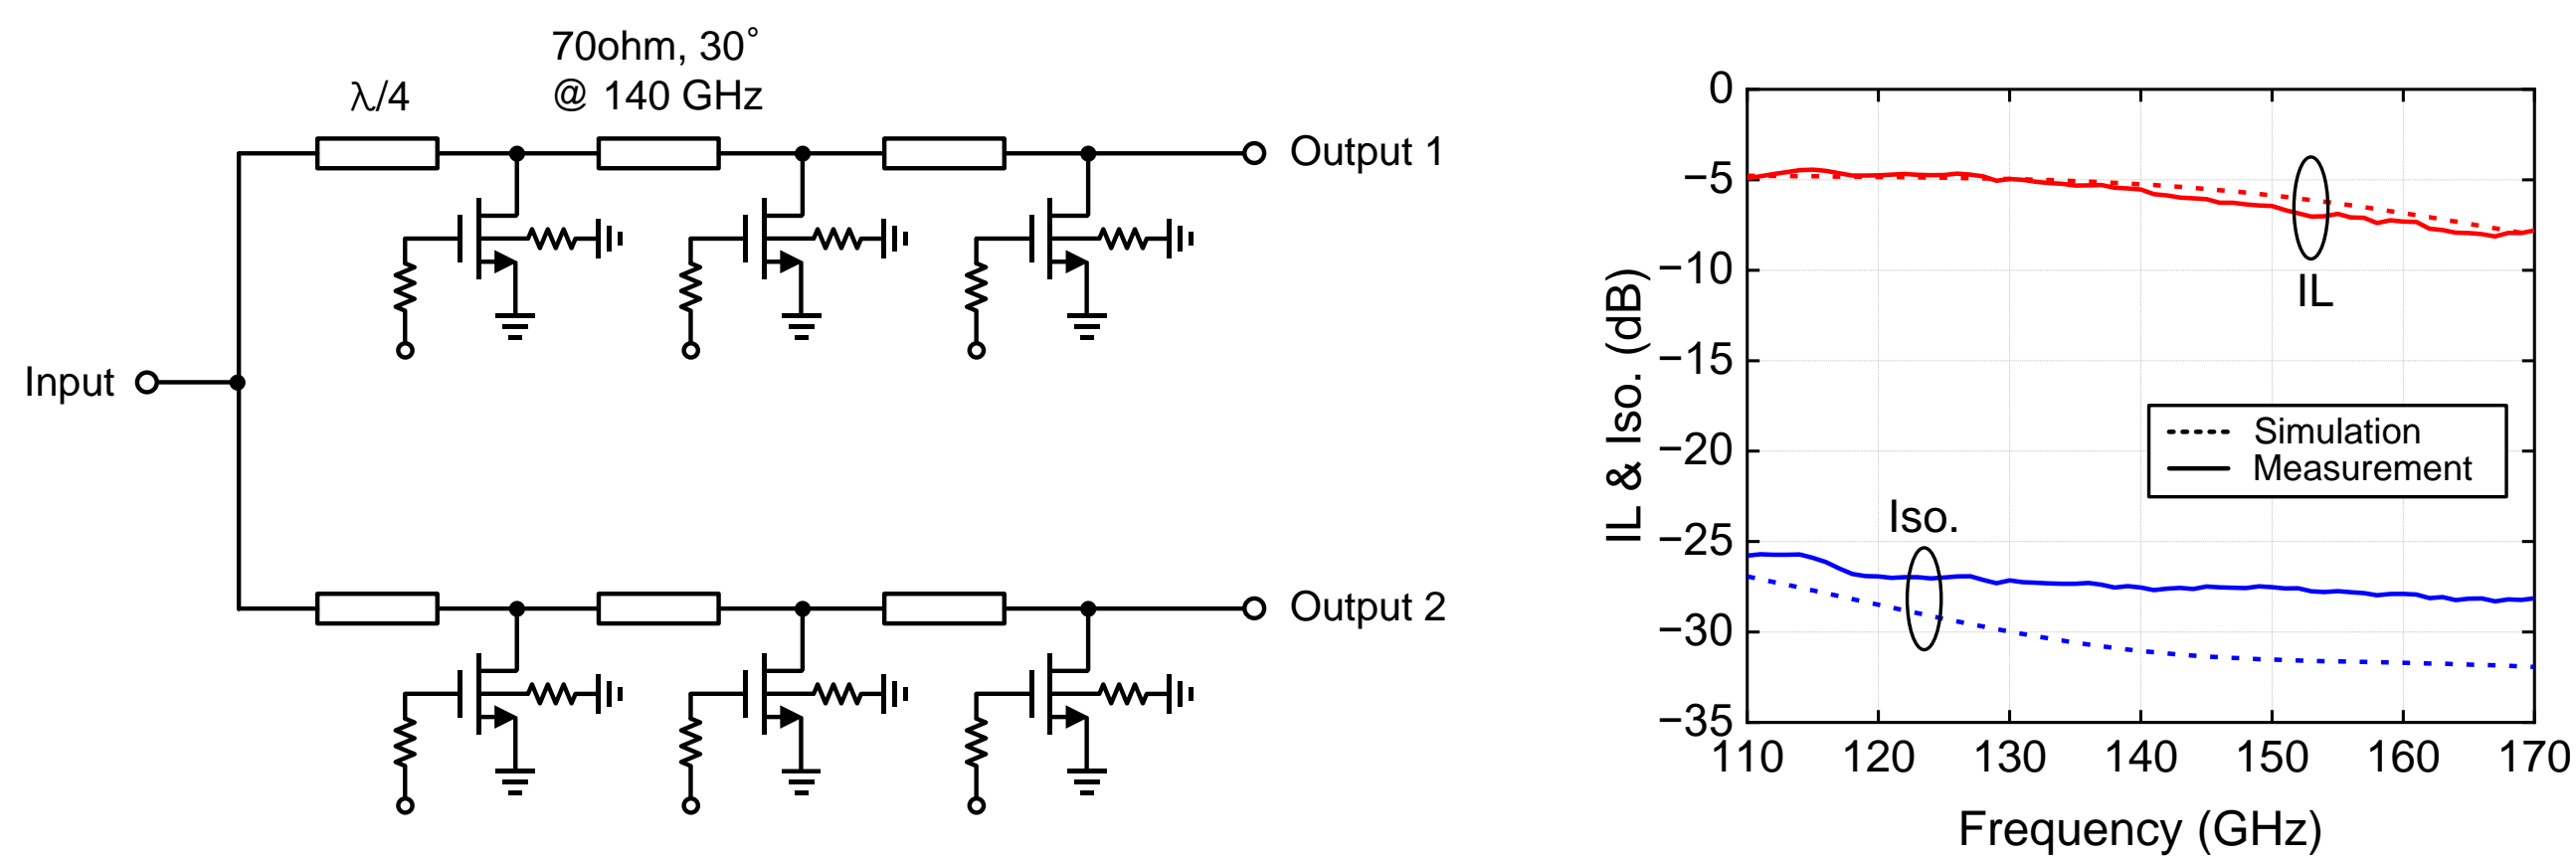 70ohm, 30°
λ/4
@ 140 GHz
Output 1
Input
Output 2
0
−5
−10
−15
−20
−25
−30
−35
IL & Iso. (dB)
IL
Simulation
Measurement
Iso.
110 120 130 140 150 160 170
Frequency (GHz)